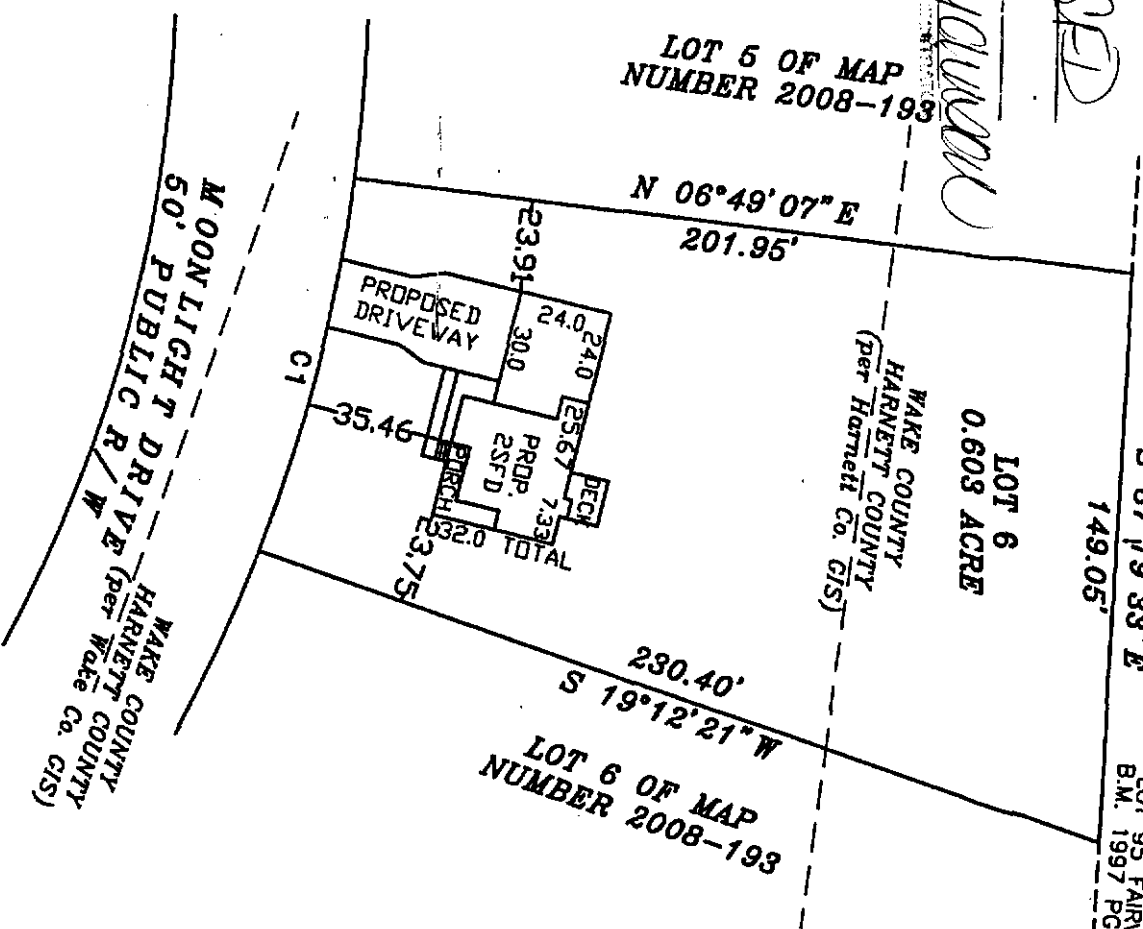 LOT 5 OF MAP
NUMBER 2008-193
N 06°49'07" E
201.95'
149.05'
LOT 6
0.603 ACRE
WAKE COUNTY
HARNETT COUNTY
(per Harnett Co. GIS)
B.M. 1997 PG
23.91
PROPOSED
DRIVEWAY
24.0
24.0
30.0
25.67
PROP.
2SFD
7.33
DECK
PORCH
32.0 TOTAL
35.46
23.75
C1
230.40'
S 19°12'21" W
LOT 6 OF MAP
NUMBER 2008-193
MOONLIGHT DRIVE
50' PUBLIC R/W
WAKE COUNTY
HARNETT COUNTY
(per Wake Co. GIS)